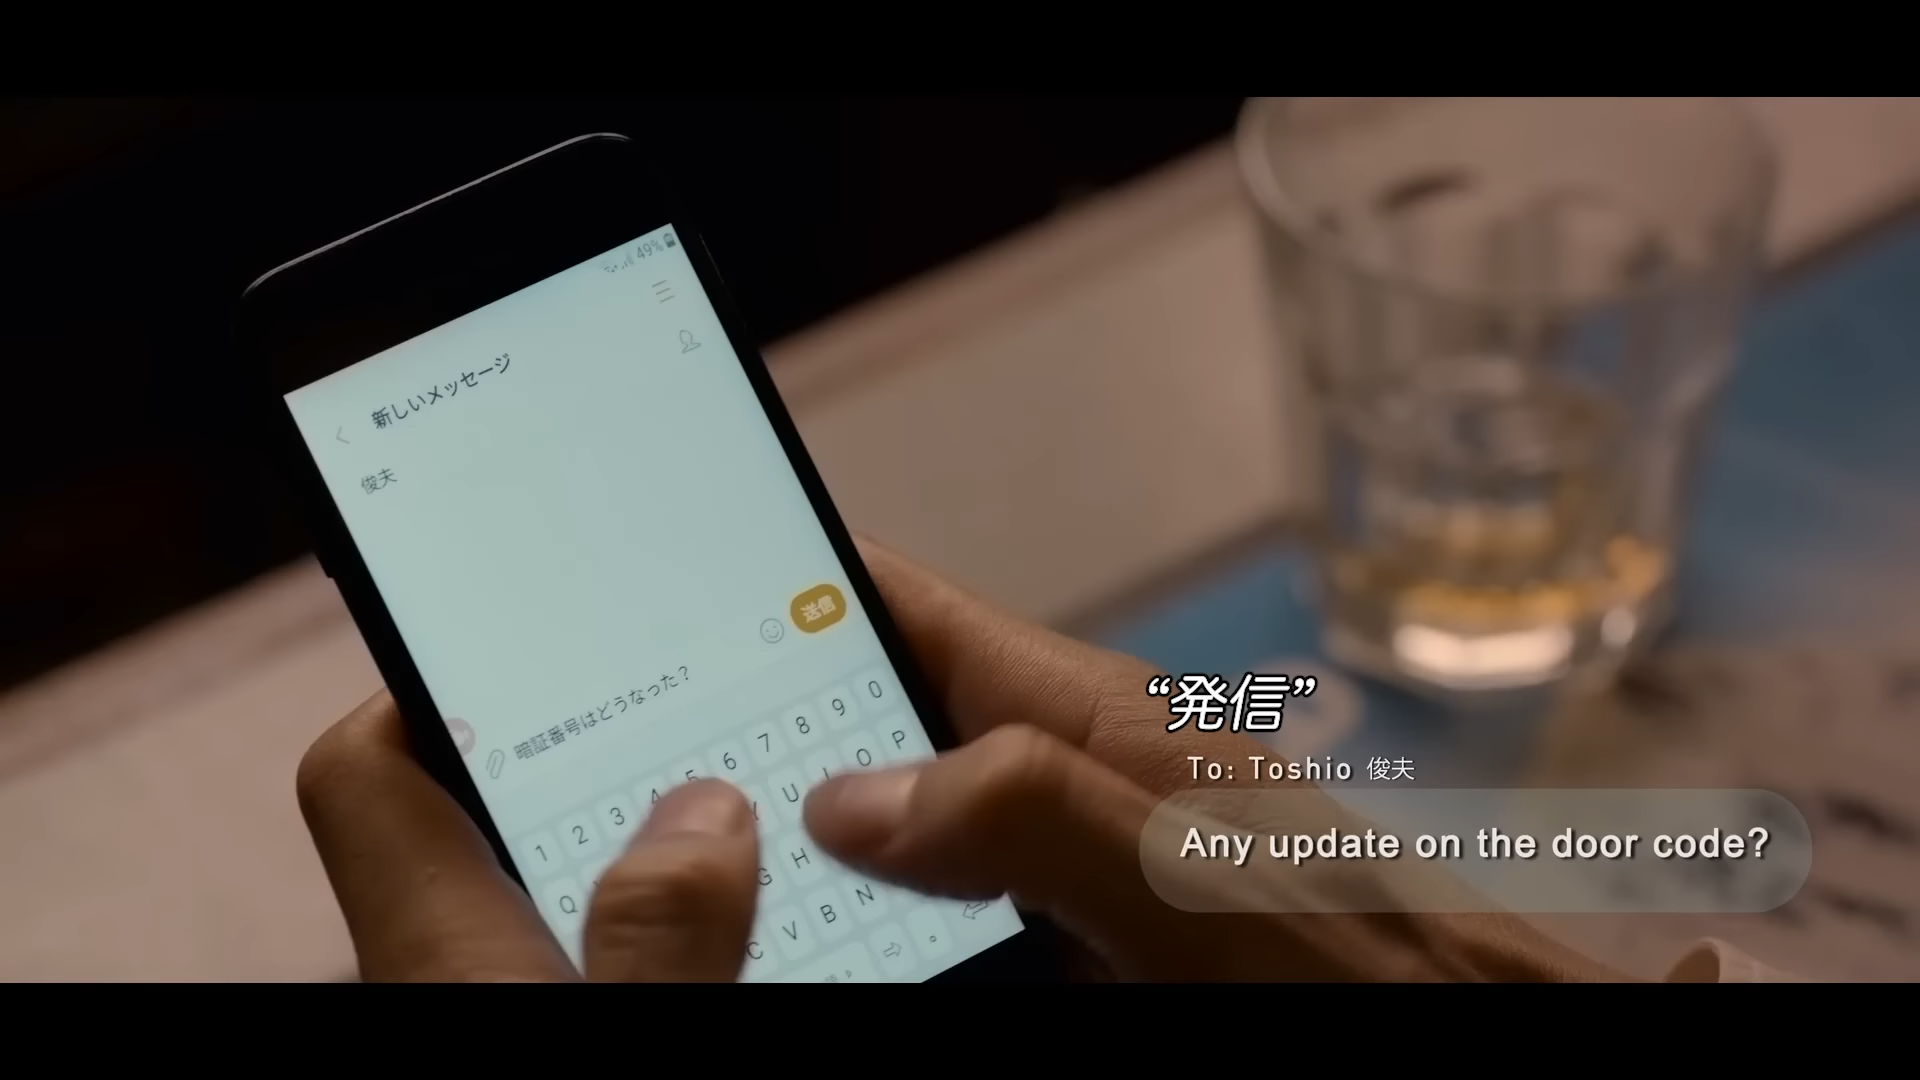 49%
新しいメッセージ
俊夫
送信
暗証番号はどうなった?
1 2 3 4 5 6 7 8 9 0
Q Y U I O P
G H
C V B N
“発信”
To: Toshio 俊夫
Any update on the door code?